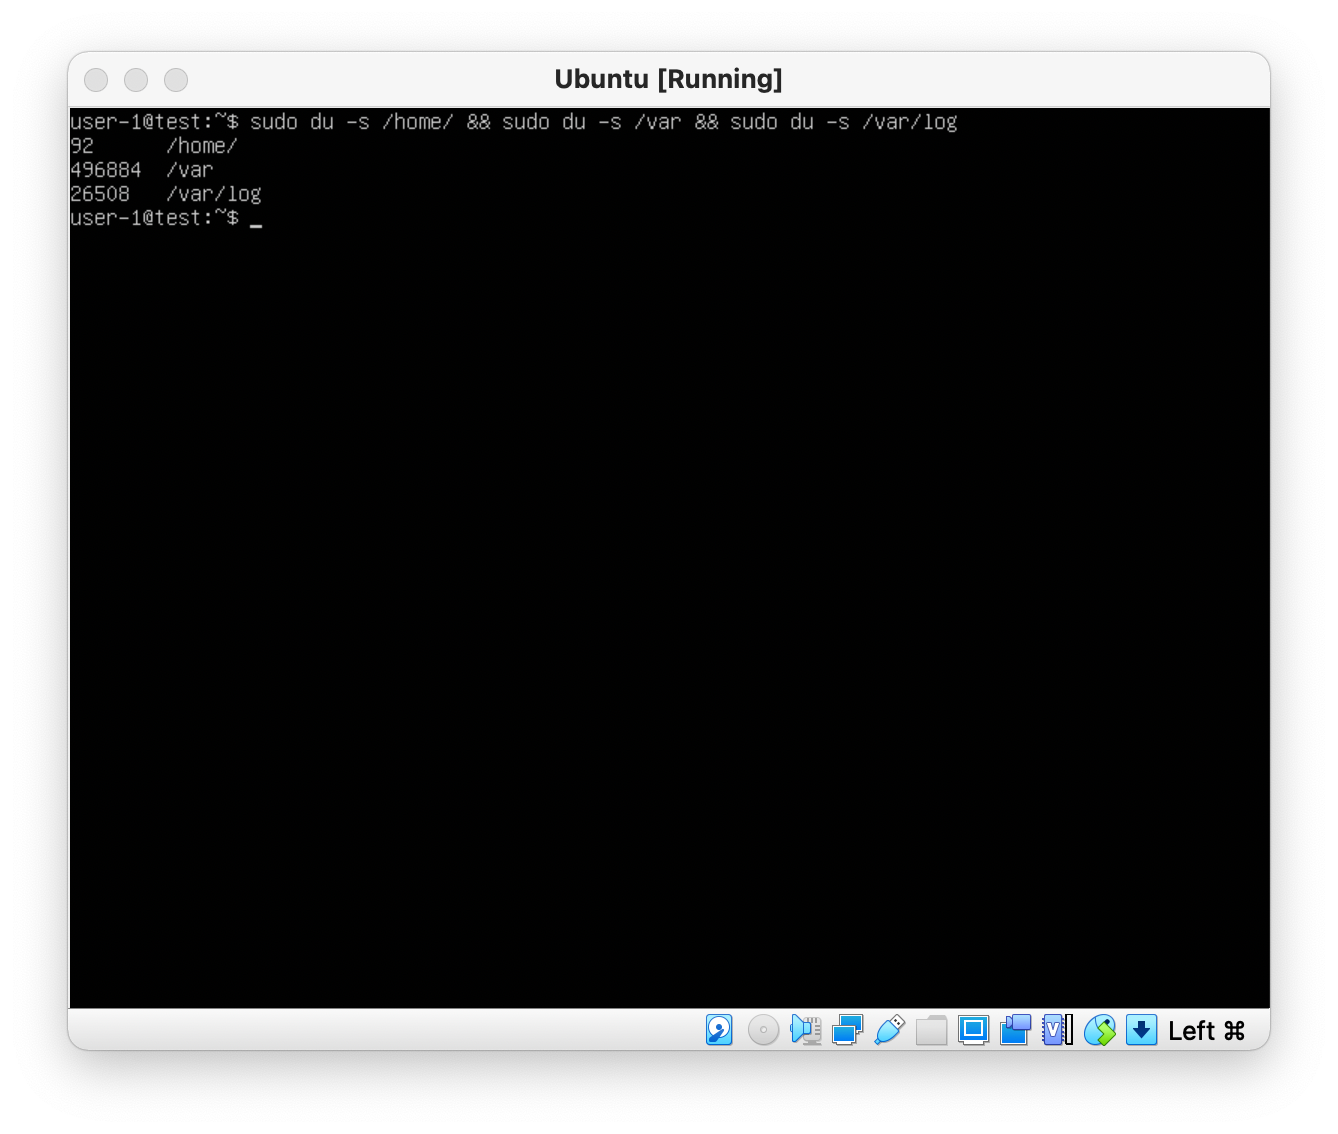 Ubuntu [Running]
user-1@test:~$ sudo du -s /home/ && sudo du -s /var && sudo du -s /var/log
92      /home/
496884  /var
26508   /var/log
user-1@test:~$ _
Left ⌘